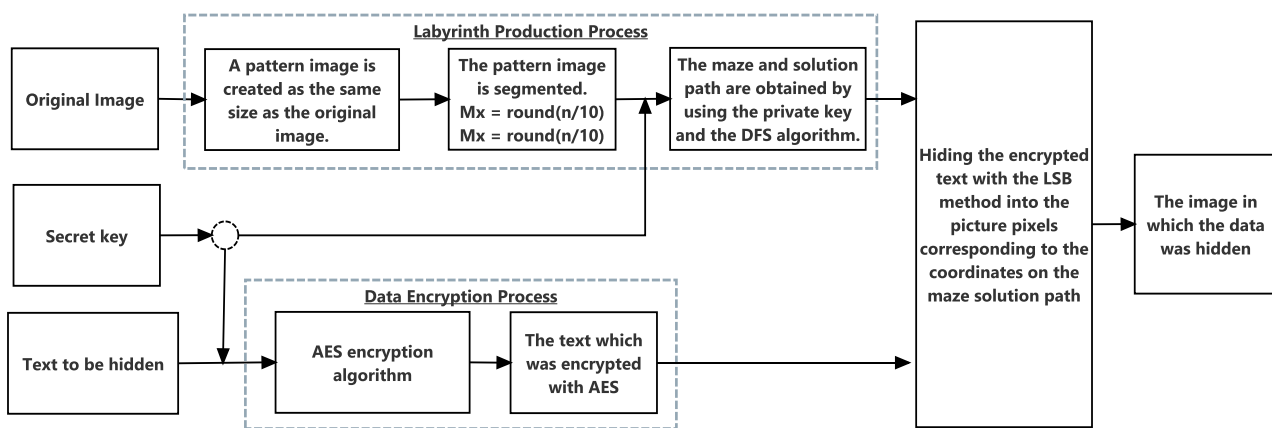 Labyrinth Production Process
Original Image
A pattern image is
created as the same
size as the original
image.
The pattern image
is segmented.
Mx = round(n/10)
Mx = round(n/10)
The maze and solution
path are obtained by
using the private key
and the DFS algorithm.
Secret key
Hiding the encrypted
text with the LSB
method into the
picture pixels
corresponding to the
coordinates on the
maze solution path
The image in
which the data
was hidden
Data Encryption Process
Text to be hidden
AES encryption
algorithm
The text which
was encrypted
with AES